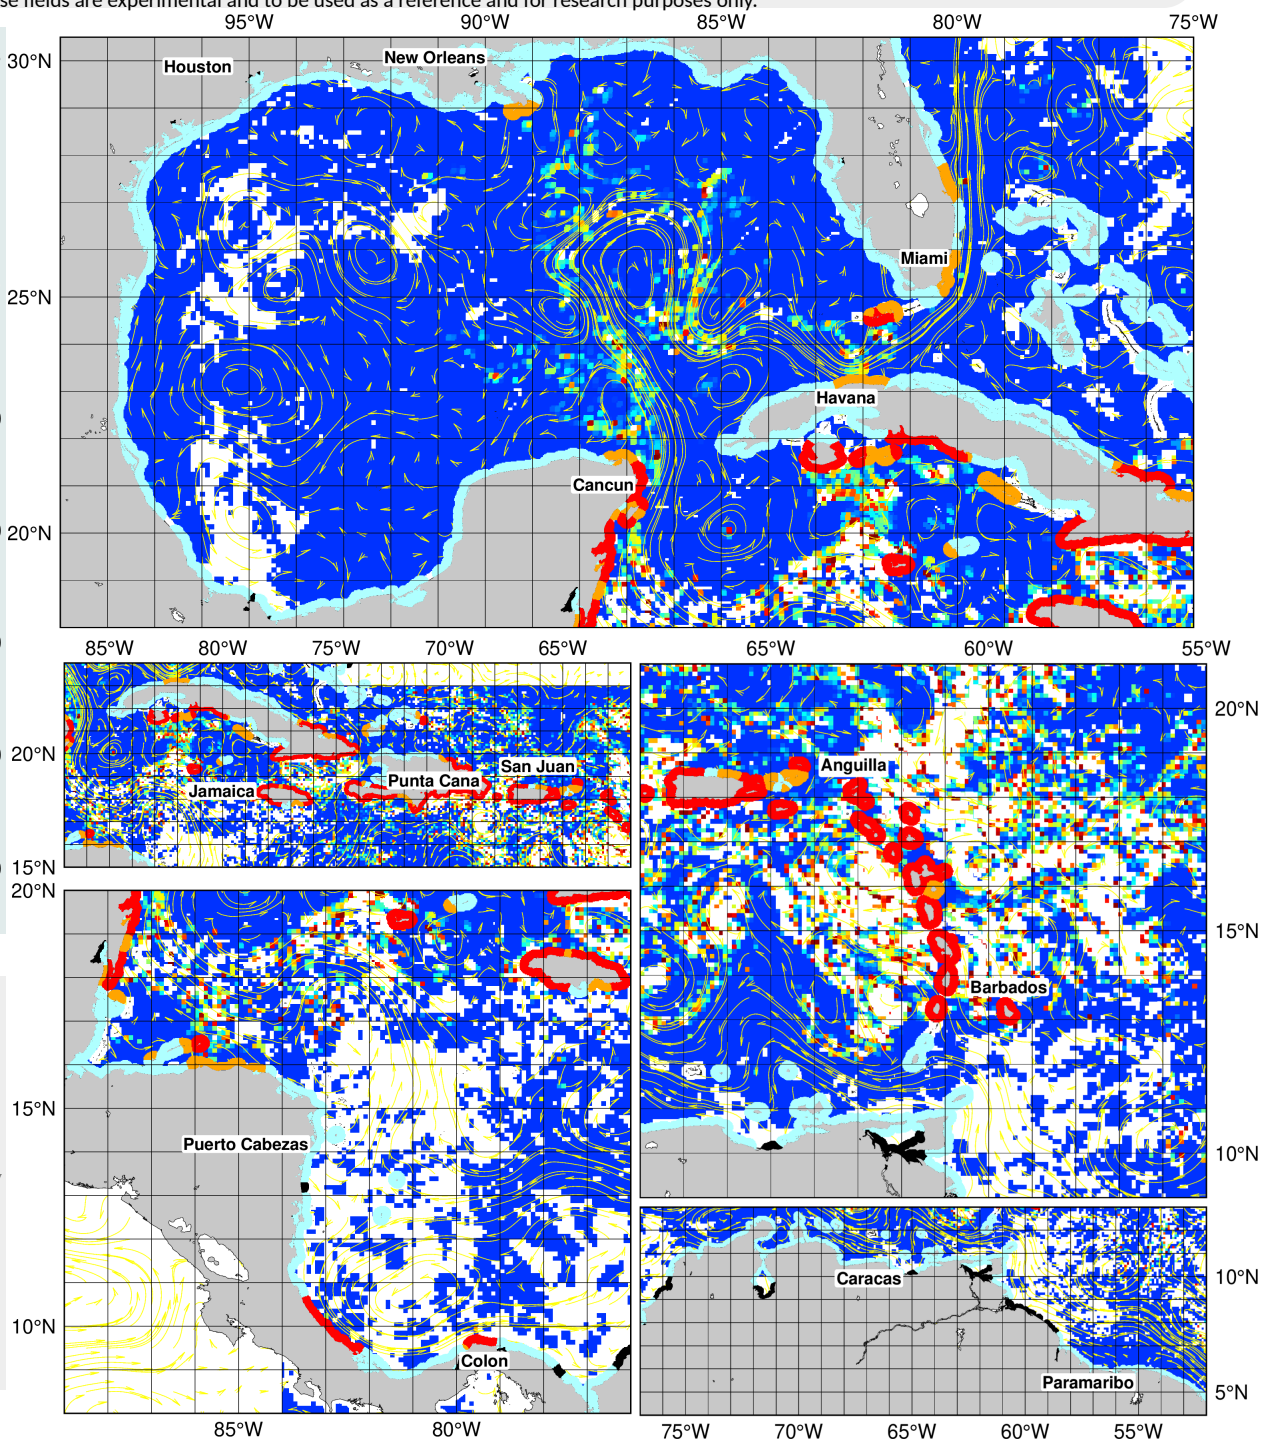 se fields are experimental and to be used as a reference and for research purposes only.
95°W 90°W 85°W 80°W 75°W
30°N
Houston
New Orleans
Miami
25°N
Havana
Cancun
20°N
85°W 80°W 75°W 70°W 65°W
65°W 60°W 55°W
20°N
San Juan
Punta Cana
Jamaica
15°N
20°N
Anguilla
15°N
Barbados
10°N
20°N
15°N
Puerto Cabezas
10°N
Colon
85°W 80°W
Caracas
10°N
Paramaribo
5°N
75°W 70°W 65°W 60°W 55°W